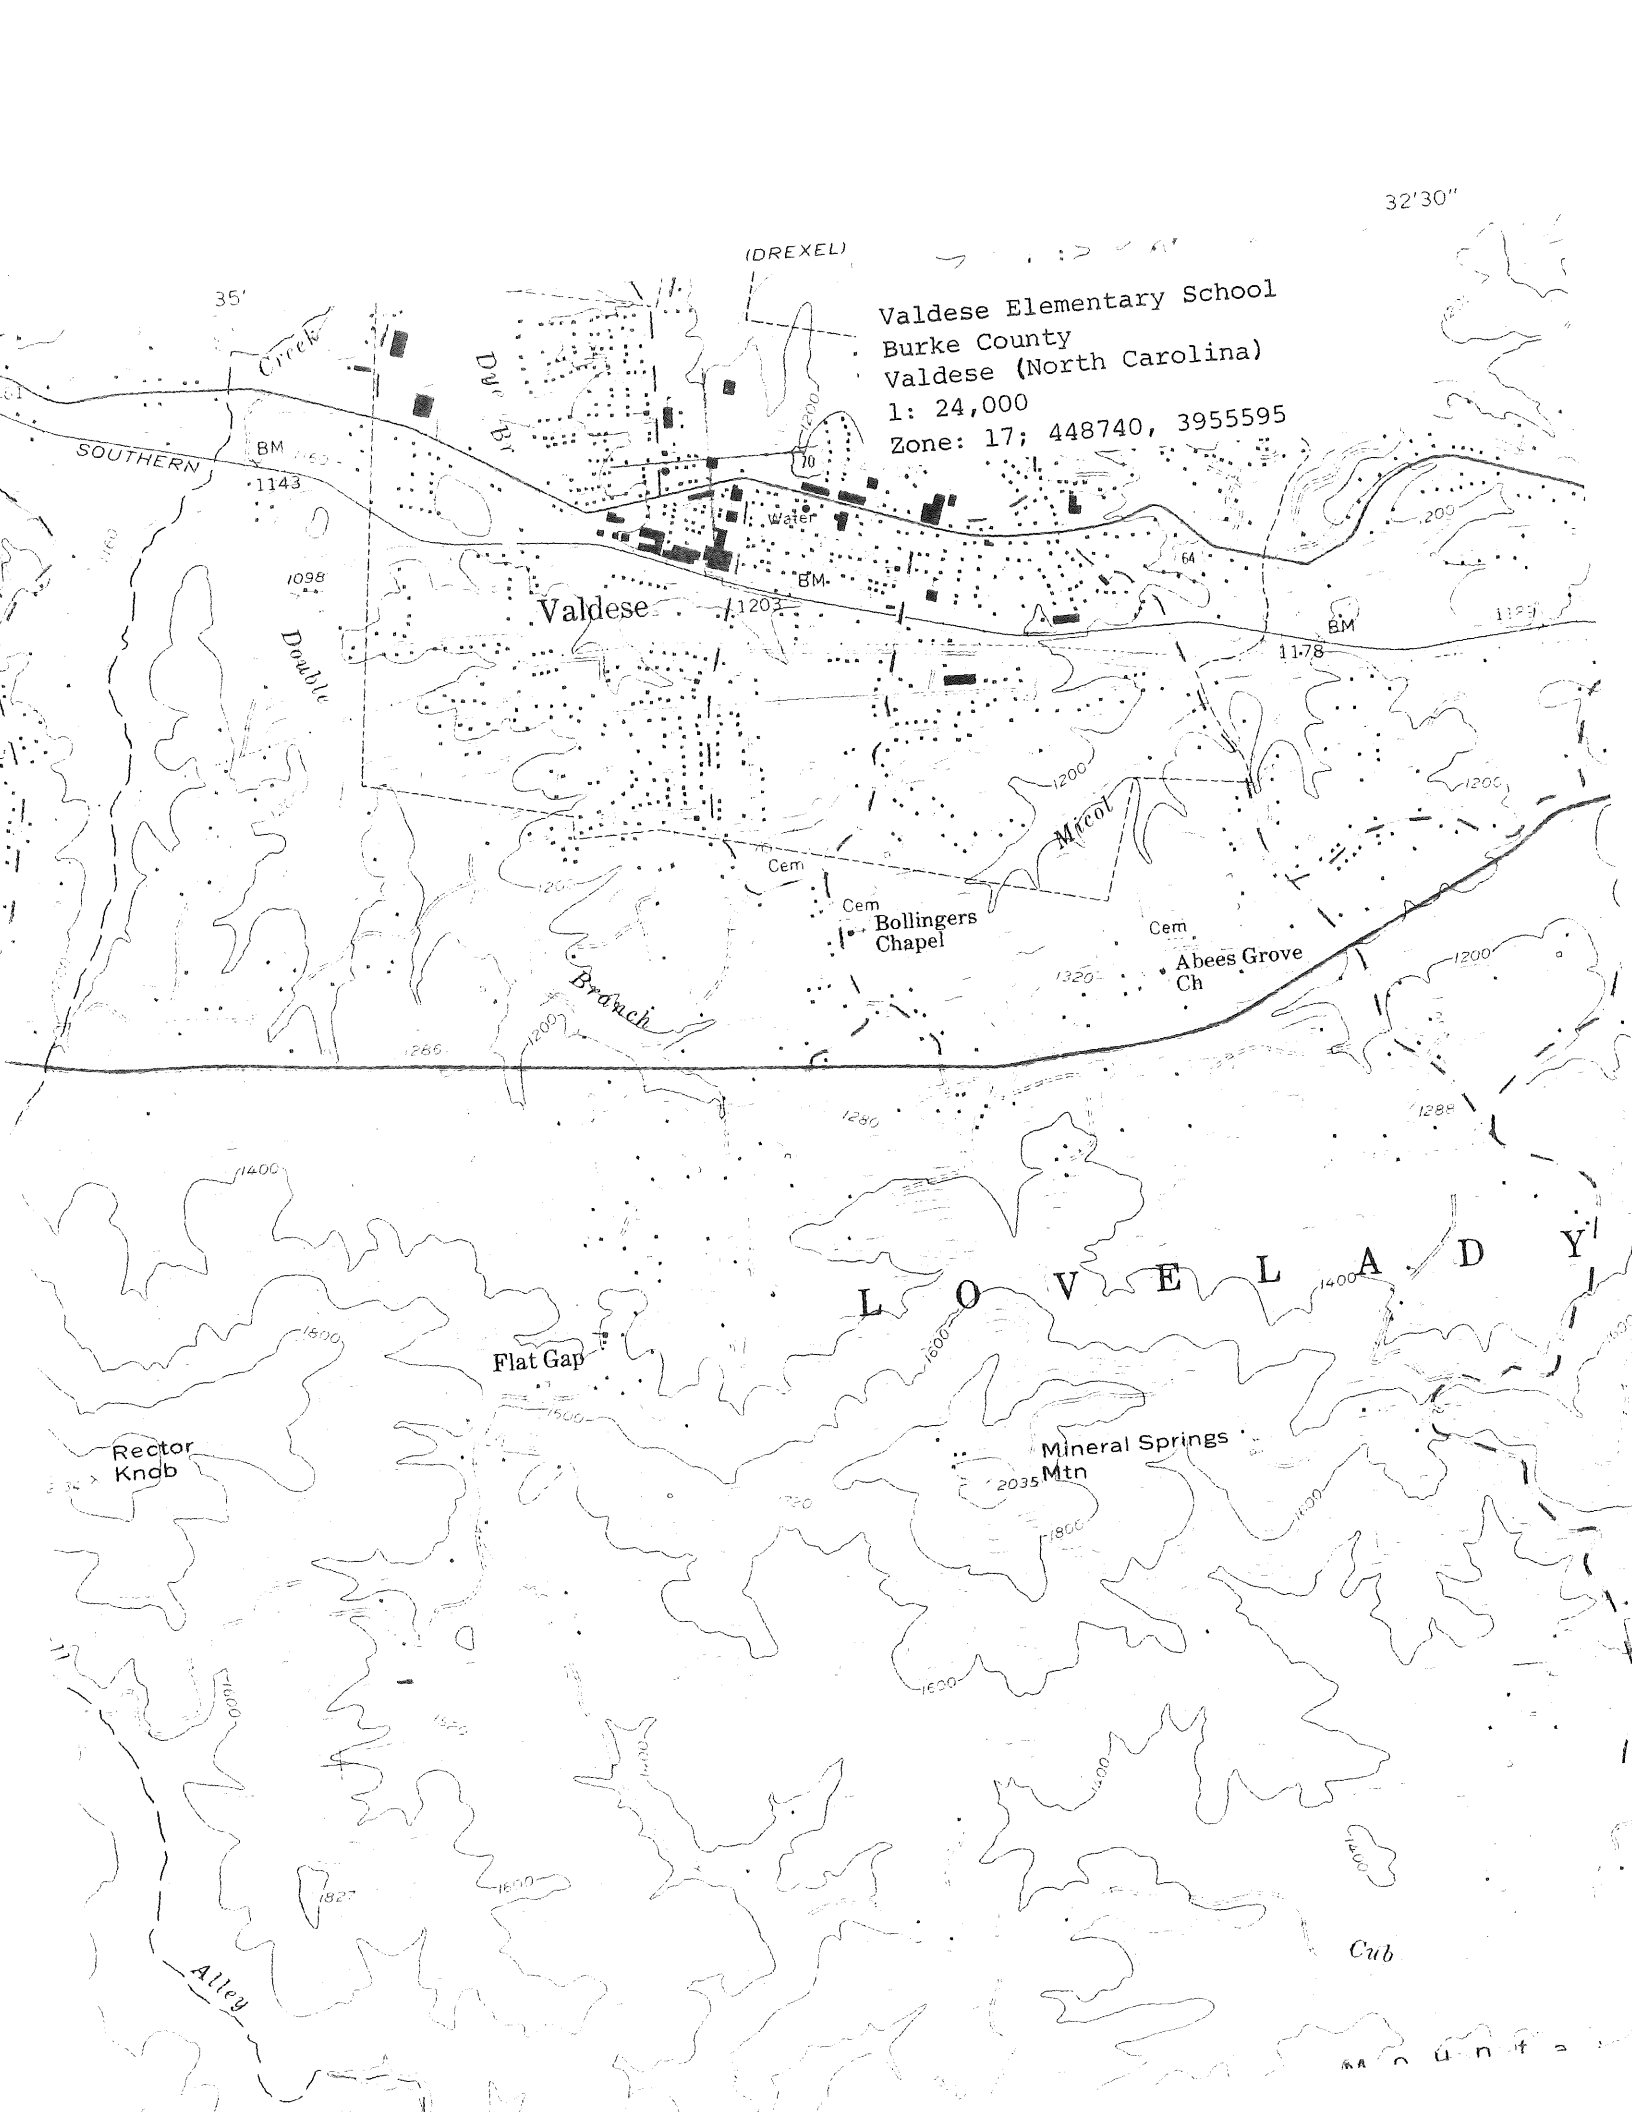 32'30"
(DREXEL)
35'
Creek
Valdese Elementary School
Burke County
Valdese (North Carolina)
1: 24,000
Zone: 17; 448740, 3955595
1200
Br
SOUTHERN
BM
1143
70
Water
64
1160
1098
Valdese
BM
1203
BM
1178
Double
1200
Micol
1200
Cem
1200
Cem
Bollingers
Chapel
Cem
Abees Grove
Ch
1320
1200
Branch
1200
1286
1280
1288
1400
L O V E L A D Y
1400
1600
1600
Flat Gap
Rector
Knob
Mineral Springs
Mtn
2035
1800
1600
1600
1400
1400
1600
1827
Alley
Cub